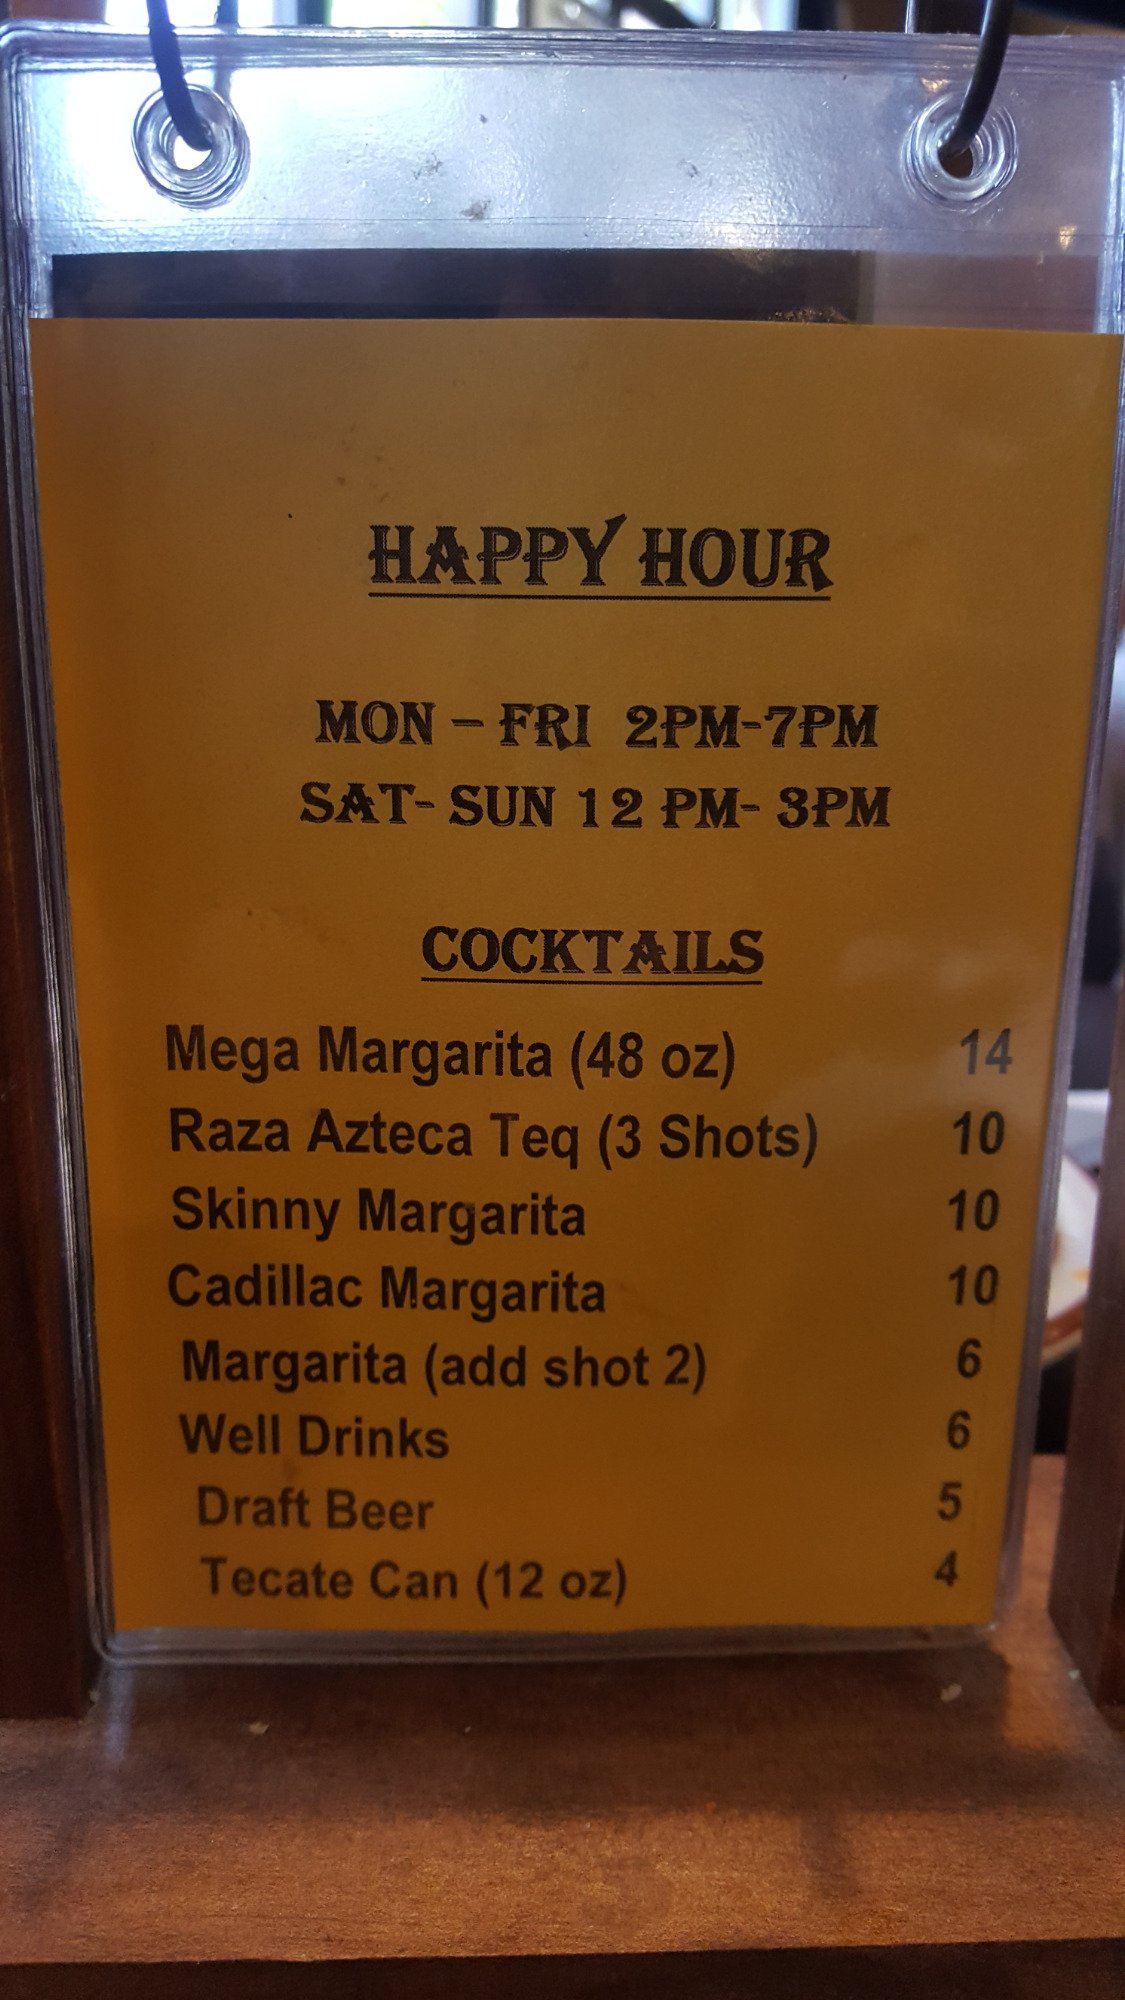 HAPPY HOUR
MON – FRI 2PM-7PM
SAT- SUN 12 PM- 3PM
COCKTAILS
Mega Margarita (48 oz) 14
Raza Azteca Teq (3 Shots) 10
Skinny Margarita 10
Cadillac Margarita 10
Margarita (add shot 2) 6
Well Drinks 6
Draft Beer 5
Tecate Can (12 oz) 4